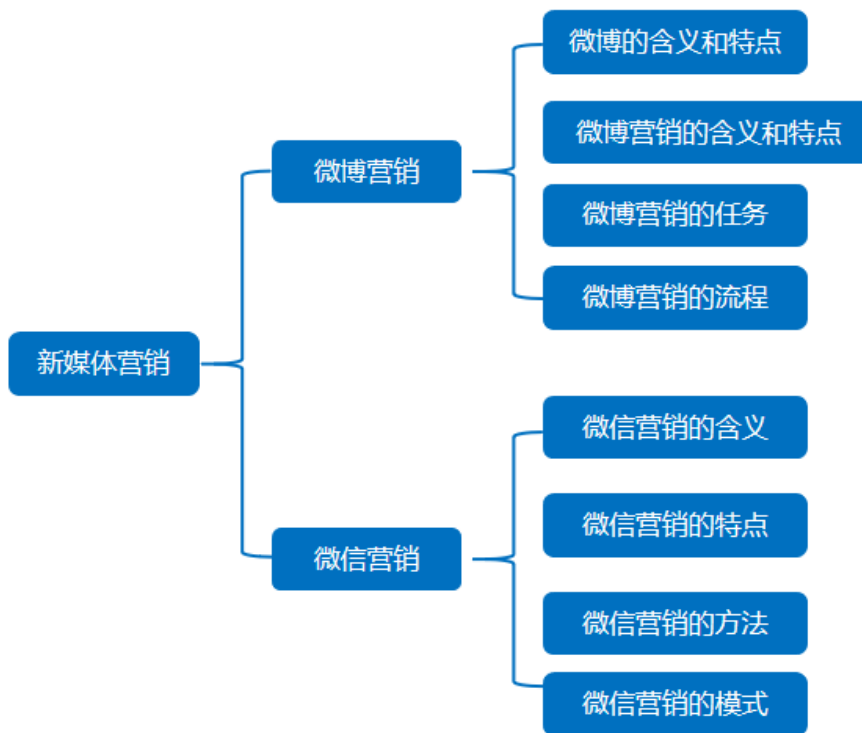 新媒体营销
微博营销
微博的含义和特点
微博营销的含义和特点
微博营销的任务
微博营销的流程
微信营销
微信营销的含义
微信营销的特点
微信营销的方法
微信营销的模式